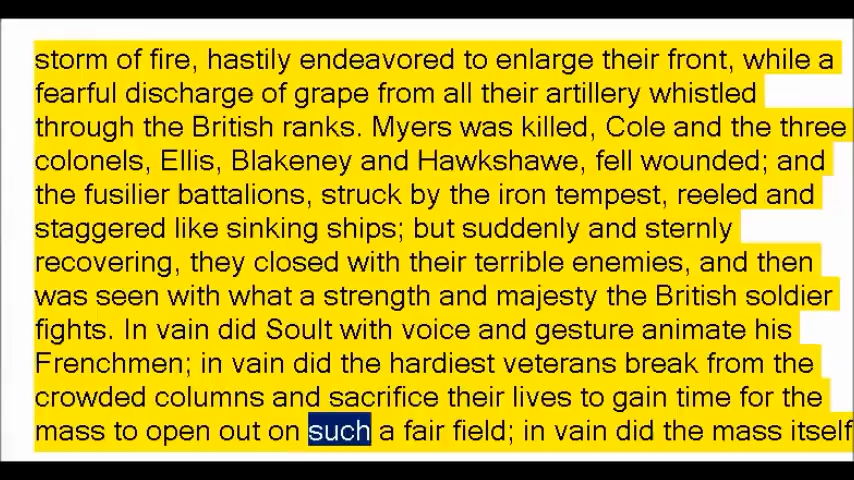 storm of fire, hastily endeavored to enlarge their front, while a
fearful discharge of grape from all their artillery whistled
through the British ranks. Myers was killed, Cole and the three
colonels, Ellis, Blakeney and Hawkshawe, fell wounded; and
the fusilier battalions, struck by the iron tempest, reeled and
staggered like sinking ships; but suddenly and sternly
recovering, they closed with their terrible enemies, and then
was seen with what a strength and majesty the British soldier
fights. In vain did Soult with voice and gesture animate his
Frenchmen; in vain did the hardiest veterans break from the
crowded columns and sacrifice their lives to gain time for the
mass to open out on such a fair field; in vain did the mass itself